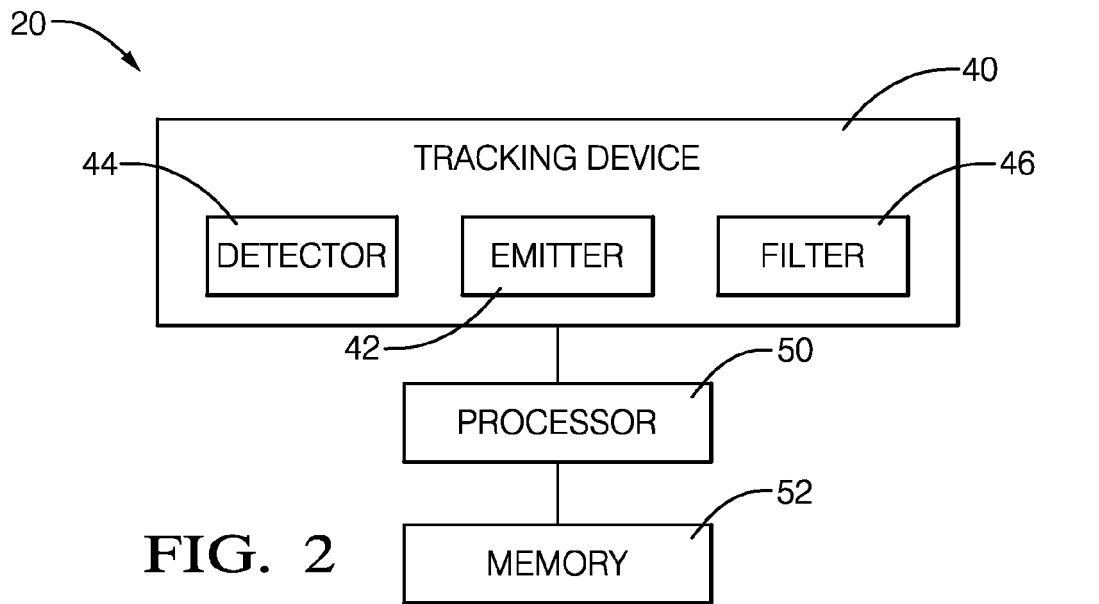 20
40
TRACKING DEVICE
44
46
DETECTOR
EMITTER
FILTER
42
50
PROCESSOR
52
FIG. 2
MEMORY